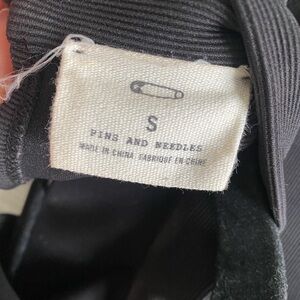 S
PINS AND NEEDLES
MADE IN CHINA FABRIQUÉ EN CHINE